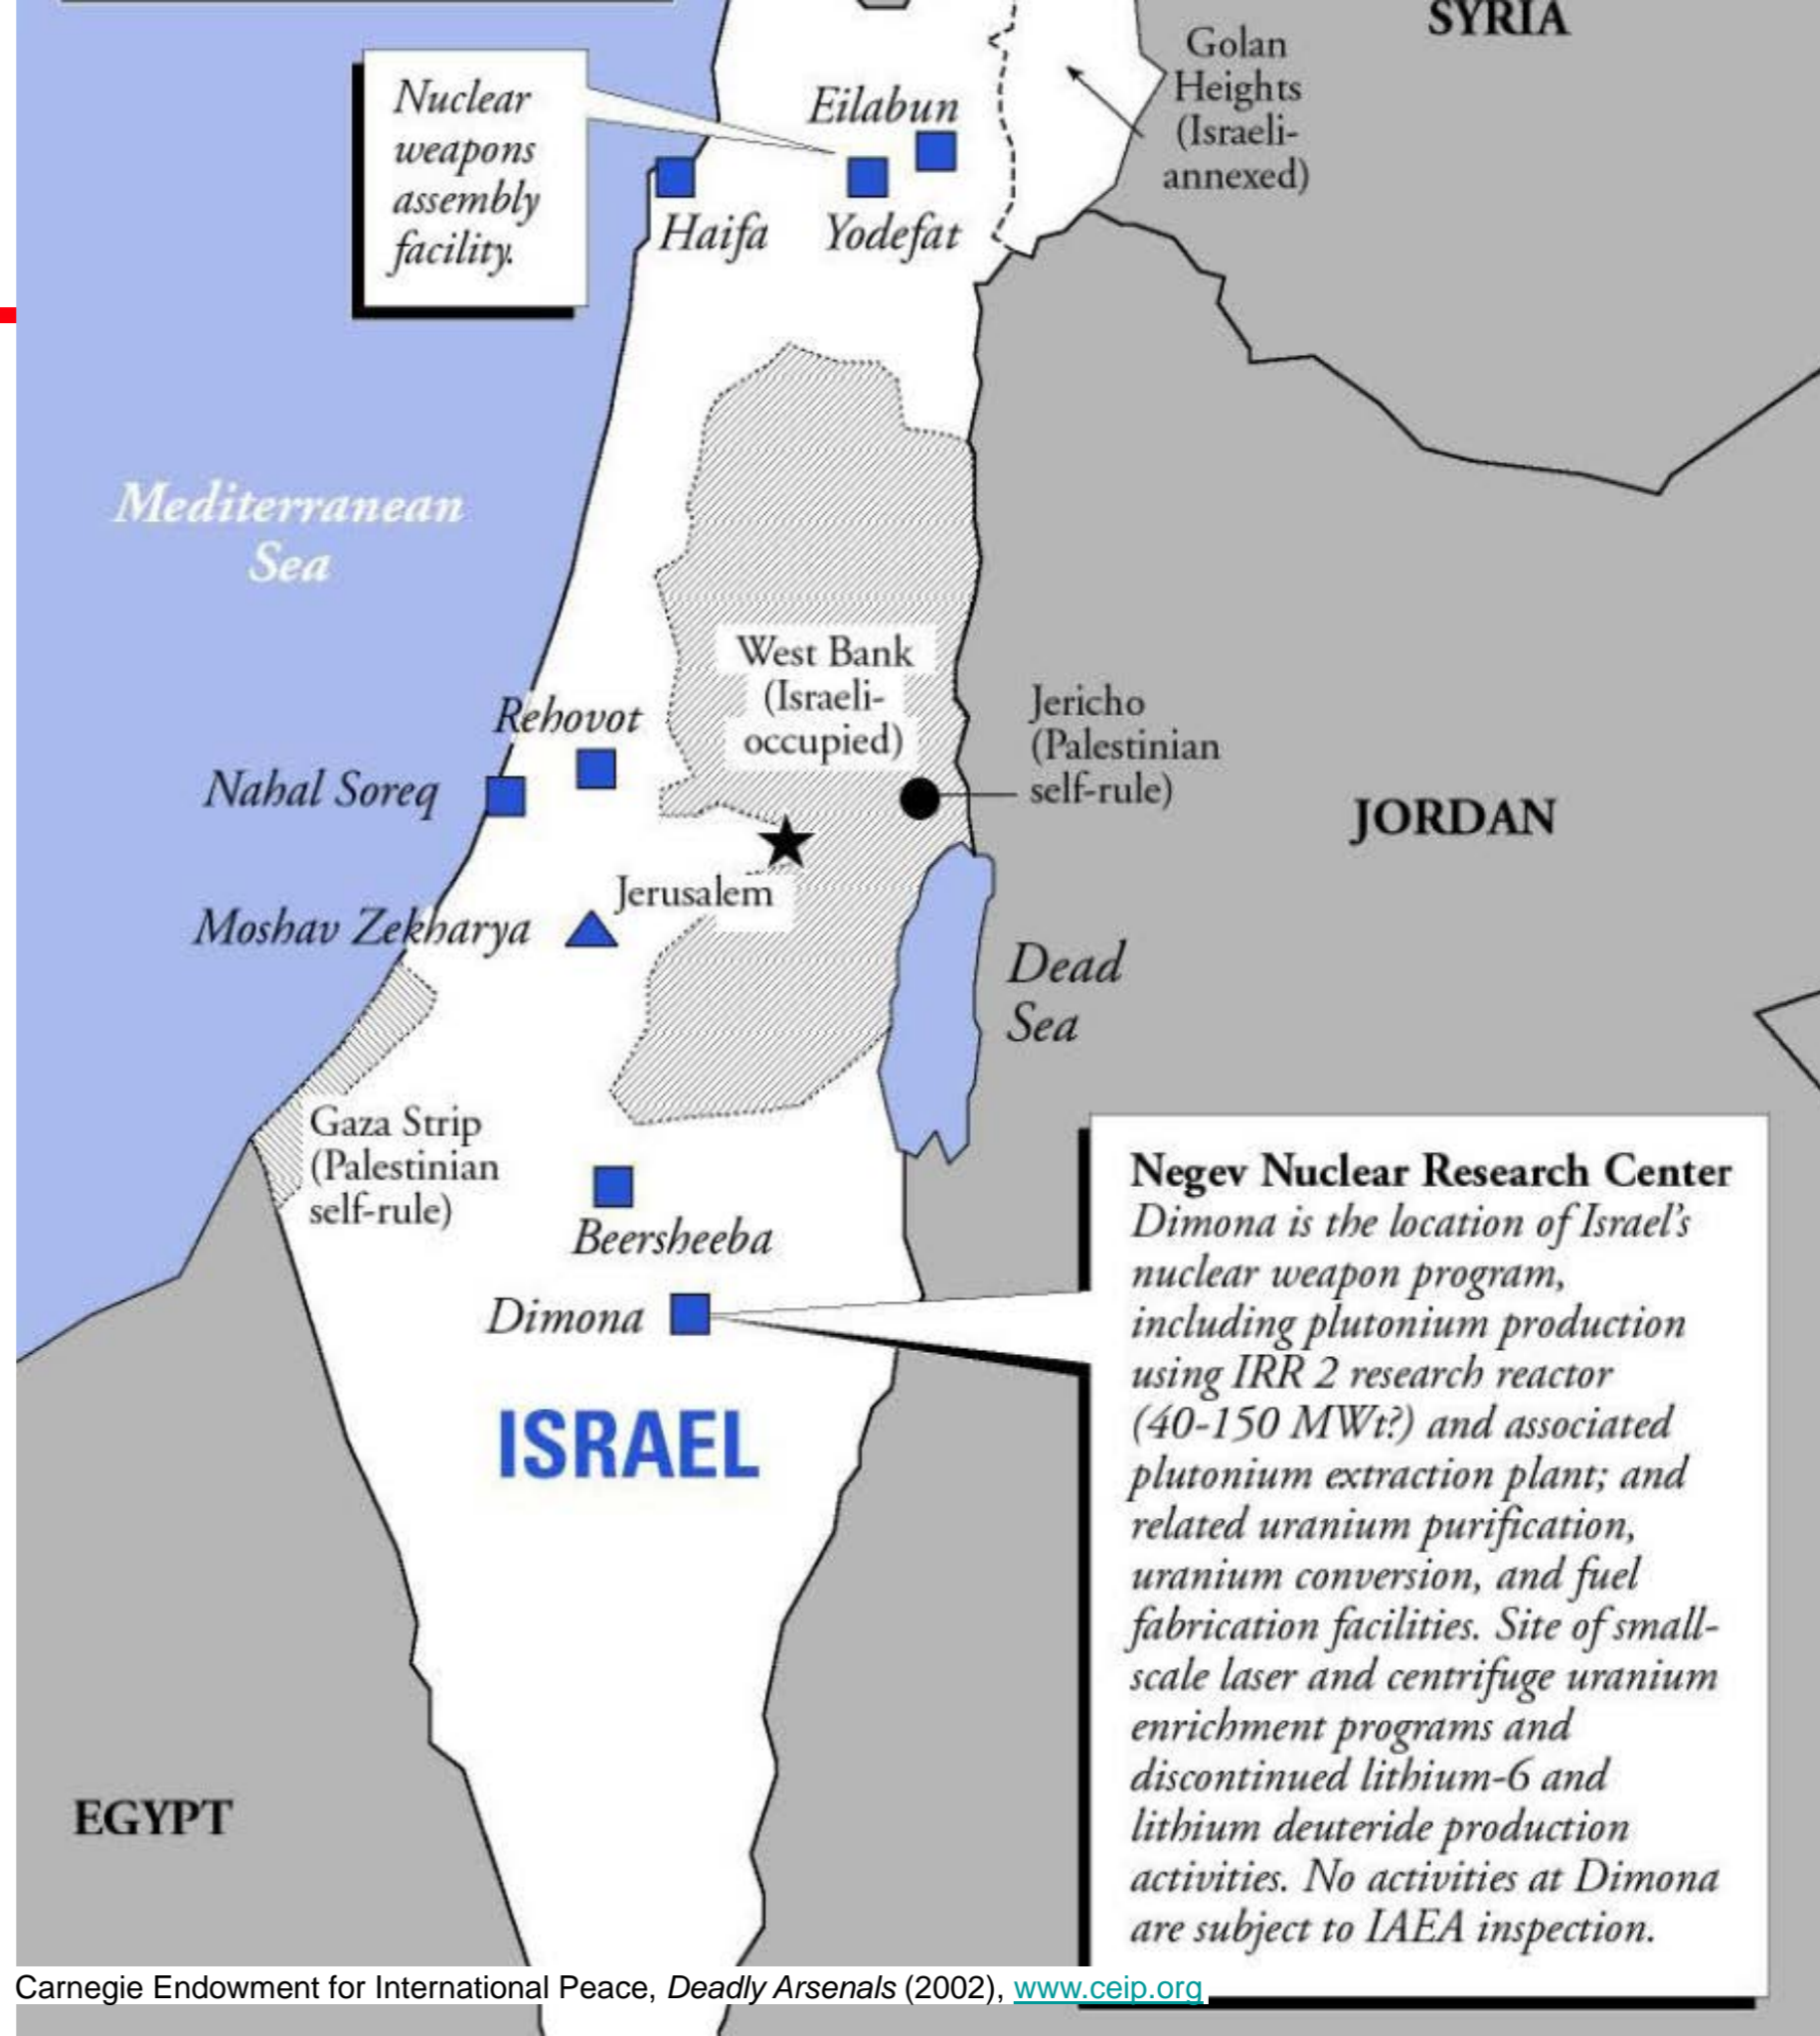 SYRIA
Golan
Heights
(Israeli-
annexed)
Nuclear
weapons
assembly
facility.
Eilabun
Haifa
Yodefat
Mediterranean
Sea
West Bank
(Israeli-
occupied)
Rehovot
Jericho
(Palestinian
self-rule)
Nahal Soreq
JORDAN
Jerusalem
Moshav Zekharya
Dead
Sea
Gaza Strip
(Palestinian
self-rule)
Beersheeba
Dimona
ISRAEL
Negev Nuclear Research Center
Dimona is the location of Israel's
nuclear weapon program,
including plutonium production
using IRR 2 research reactor
(40-150 MWt?) and associated
plutonium extraction plant; and
related uranium purification,
uranium conversion, and fuel
fabrication facilities. Site of small-
scale laser and centrifuge uranium
enrichment programs and
discontinued lithium-6 and
lithium deuteride production
activities. No activities at Dimona
are subject to IAEA inspection.
EGYPT
Carnegie Endowment for International Peace, Deadly Arsenals (2002), www.ceip.org